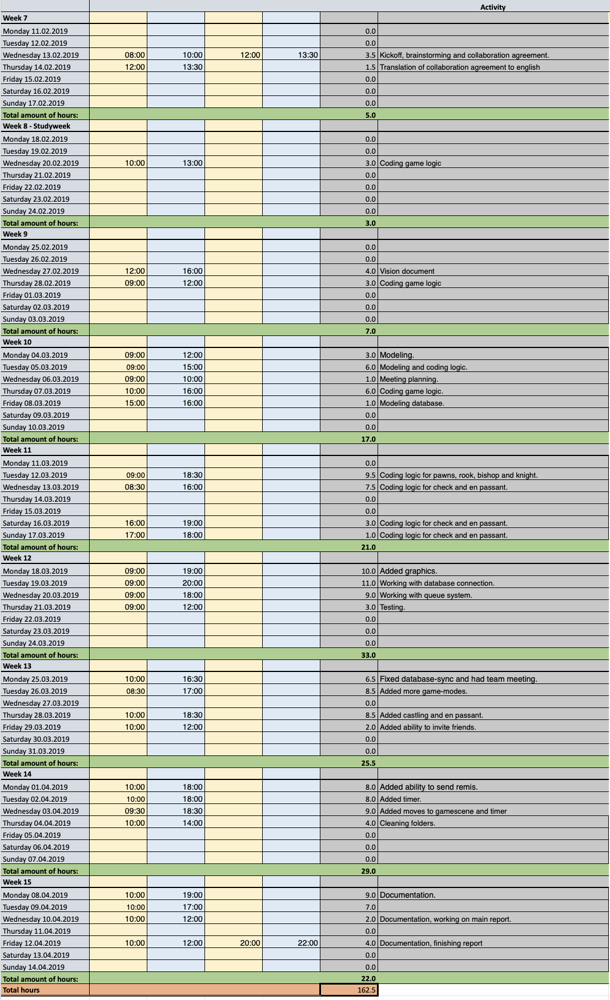 Activity
Week 7
Monday 11.02.2019 0.0
Tuesday 12.02.2019 0.0
Wednesday 13.02.2019 08:00 10:00 12:00 13:30 3.5 Kickoff, brainstorming and collaboration agreement.
Thursday 14.02.2019 12:00 13:30 1.5 Translation of collaboration agreement to english
Friday 15.02.2019 0.0
Saturday 16.02.2019 0.0
Sunday 17.02.2019 0.0
Total amount of hours: 5.0
Week 8 - Studyweek
Monday 18.02.2019 0.0
Tuesday 19.02.2019 0.0
Wednesday 20.02.2019 10:00 13:00 3.0 Coding game logic
Thursday 21.02.2019 0.0
Friday 22.02.2019 0.0
Saturday 23.02.2019 0.0
Sunday 24.02.2019 0.0
Total amount of hours: 3.0
Week 9
Monday 25.02.2019 0.0
Tuesday 26.02.2019 0.0
Wednesday 27.02.2019 12:00 16:00 4.0 Vision document
Thursday 28.02.2019 09:00 12:00 3.0 Coding game logic
Friday 01.03.2019 0.0
Saturday 02.03.2019 0.0
Sunday 03.03.2019 0.0
Total amount of hours: 7.0
Week 10
Monday 04.03.2019 09:00 12:00 3.0 Modeling.
Tuesday 05.03.2019 09:00 15:00 6.0 Modeling and coding logic.
Wednesday 06.03.2019 09:00 10:00 1.0 Meeting planning.
Thursday 07.03.2019 10:00 16:00 6.0 Coding game logic.
Friday 08.03.2019 15:00 16:00 1.0 Modeling database.
Saturday 09.03.2019 0.0
Sunday 10.03.2019 0.0
Total amount of hours: 17.0
Week 11
Monday 11.03.2019 0.0
Tuesday 12.03.2019 09:00 18:30 9.5 Coding logic for pawns, rook, bishop and knight.
Wednesday 13.03.2019 08:30 16:00 7.5 Coding logic for check and en passant.
Thursday 14.03.2019 0.0
Friday 15.03.2019 0.0
Saturday 16.03.2019 16:00 19:00 3.0 Coding logic for check and en passant.
Sunday 17.03.2019 17:00 18:00 1.0 Coding logic for check and en passant.
Total amount of hours: 21.0
Week 12
Monday 18.03.2019 09:00 19:00 10.0 Added graphics.
Tuesday 19.03.2019 09:00 20:00 11.0 Working with database connection.
Wednesday 20.03.2019 09:00 18:00 9.0 Working with queue system.
Thursday 21.03.2019 09:00 12:00 3.0 Testing.
Friday 22.03.2019 0.0
Saturday 23.03.2019 0.0
Sunday 24.03.2019 0.0
Total amount of hours: 33.0
Week 13
Monday 25.03.2019 10:00 16:30 6.5 Fixed database-sync and had team meeting.
Tuesday 26.03.2019 08:30 17:00 8.5 Added more game-modes.
Wednesday 27.03.2019 0.0
Thursday 28.03.2019 10:00 18:30 8.5 Added castling and en passant.
Friday 29.03.2019 10:00 12:00 2.0 Added ability to invite friends.
Saturday 30.03.2019 0.0
Sunday 31.03.2019 0.0
Total amount of hours: 25.5
Week 14
Monday 01.04.2019 10:00 18:00 8.0 Added ability to send remis.
Tuesday 02.04.2019 10:00 18:00 8.0 Added timer.
Wednesday 03.04.2019 09:30 18:30 9.0 Added moves to gamescene and timer
Thursday 04.04.2019 10:00 14:00 4.0 Cleaning folders.
Friday 05.04.2019 0.0
Saturday 06.04.2019 0.0
Sunday 07.04.2019 0.0
Total amount of hours: 29.0
Week 15
Monday 08.04.2019 10:00 19:00 9.0 Documentation.
Tuesday 09.04.2019 10:00 17:00 7.0
Wednesday 10.04.2019 10:00 12:00 2.0 Documentation, working on main report.
Thursday 11.04.2019 0.0
Friday 12.04.2019 10:00 12:00 20:00 22:00 4.0 Documentation, finishing report
Saturday 13.04.2019 0.0
Sunday 14.04.2019 0.0
Total amount of hours: 22.0
Total hours 162.5